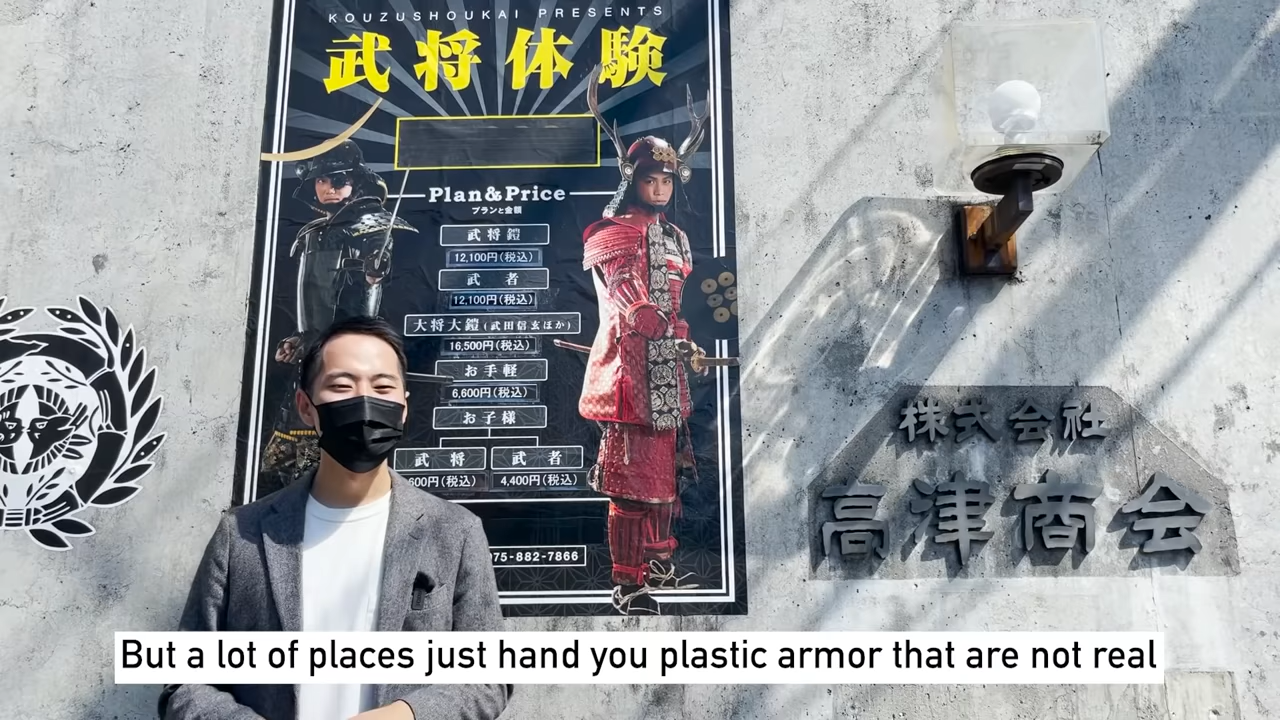 KOUZUSHOUKAI PRESENTS
武将体験
Plan&Price
プランと金額
武将鎧
12,100円(税込)
武者
12,100円(税込)
大将大鎧(武田信玄ほか)
16,500円(税込)
お手軽
6,600円(税込)
お子様
武将 武者
600円(税込) 4,400円(税込)
075-882-7866
株式会社
高津商会
But a lot of places just hand you plastic armor that are not real